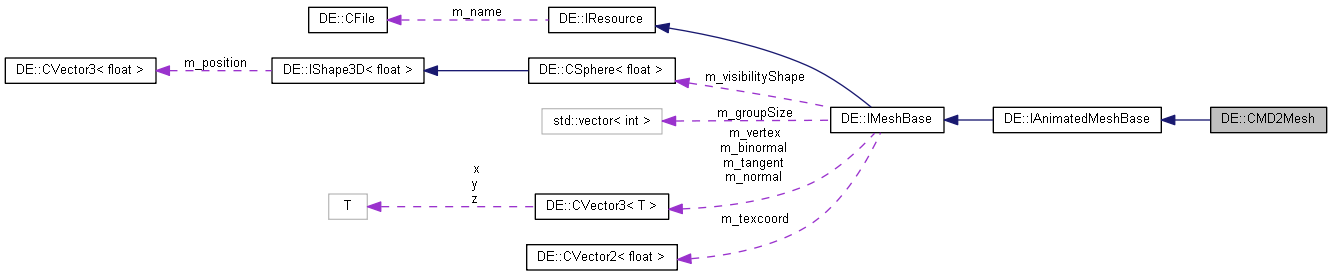 DE::CFile
m_name
DE::IResource
DE::CVector3< float >
m_position
DE::IShape3D< float >
DE::CSphere< float >
m_visibilityShape
std::vector< int >
m_groupSize
DE::IMeshBase
DE::IAnimatedMeshBase
DE::CMD2Mesh
m_vertex
m_binormal
m_tangent
m_normal
T
x
y
z
DE::CVector3< T >
m_texcoord
DE::CVector2< float >